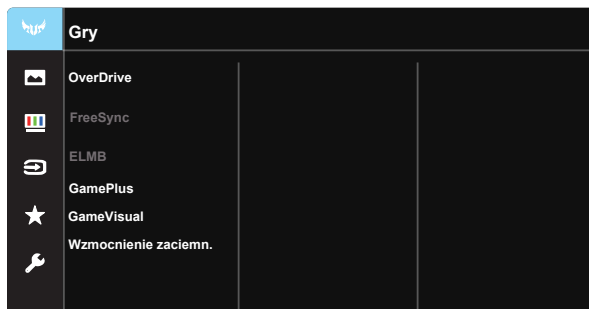 Gry
OverDrive
FreeSync
ELMB
GamePlus
GameVisual
Wzmocnienie zaciemn.